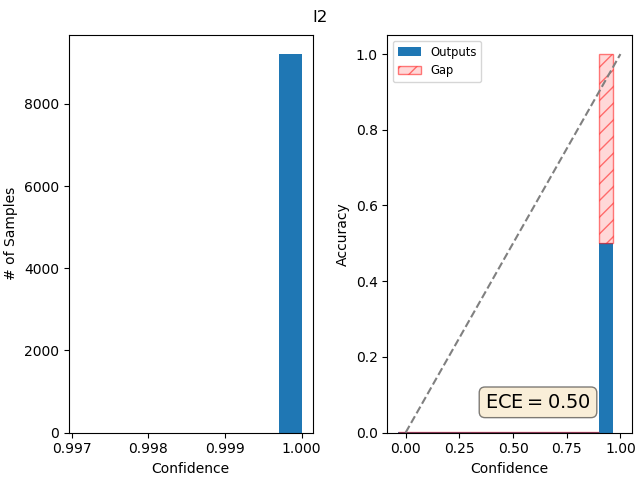 l2
8000
6000
4000
2000
0
0.997
0.998
0.999
1.000
# of Samples
Confidence
Outputs
Gap
1.0
0.8
0.6
0.4
0.2
0.0
0.00
0.25
0.50
0.75
1.00
Accuracy
Confidence
ECE = 0.50